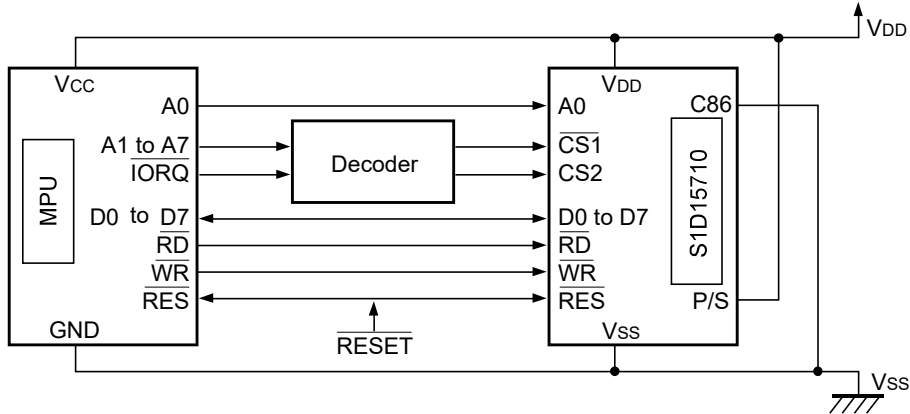 VDD
VCC
VDD
A0
A0
C86
A1 to A7
CS1
IORQ
Decoder
CS2
MPU
S1D15710
D0 to D7
D0 to D7
RD
RD
WR
WR
RES
RES
P/S
GND
VSS
RESET
VSS